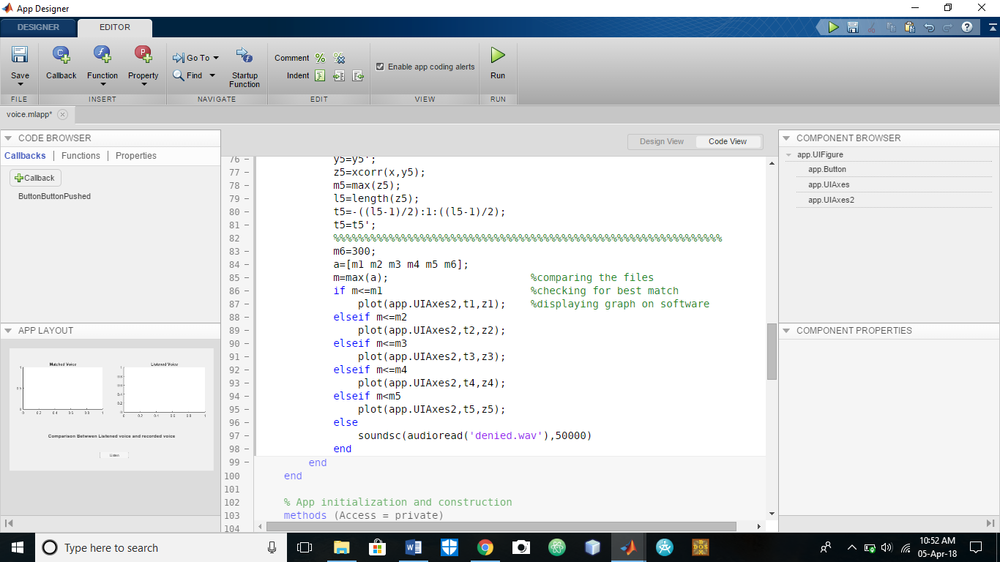 App Designer
DESIGNER EDITOR
Save Callback Function Property Go To Find Startup Function Comment Indent Enable app coding alerts Run
FILE INSERT NAVIGATE EDIT VIEW RUN
voice.mlapp*
CODE BROWSER
Callbacks Functions Properties
Callback
ButtonButtonPushed
APP LAYOUT
Matched Voice Listened Voice
Comparison Betwwen Listened voice and recorded voice
Listen
Design View Code View
76 – y5=y5';
77 – z5=xcorr(x,y5);
78 – m5=max(z5);
79 – l5=length(z5);
80 – t5=-((l5-1)/2):1:((l5-1)/2);
81 – t5=t5';
82 %%%%%%%%%%%%%%%%%%%%%%%%%%%%%%%%%%%%%%%%%%%%%%%%%%%%%%%%%%%%%%%
83 – m6=300;
84 – a=[m1 m2 m3 m4 m5 m6];
85 – m=max(a); %comparing the files
86 – if m<=m1 %checking for best match
87 – plot(app.UIAxes2,t1,z1); %displaying graph on software
88 – elseif m<=m2
89 – plot(app.UIAxes2,t2,z2);
90 – elseif m<=m3
91 – plot(app.UIAxes2,t3,z3);
92 – elseif m<=m4
93 – plot(app.UIAxes2,t4,z4);
94 – elseif m<m5
95 – plot(app.UIAxes2,t5,z5);
96 – else
97 – soundsc(audioread('denied.wav'),50000)
98 – end
99 – end
100 end
101
102 % App initialization and construction
103 methods (Access = private)
104
COMPONENT BROWSER
app.UIFigure
app.Button
app.UIAxes
app.UIAxes2
COMPONENT PROPERTIES
Type here to search
10:52 AM
05-Apr-18